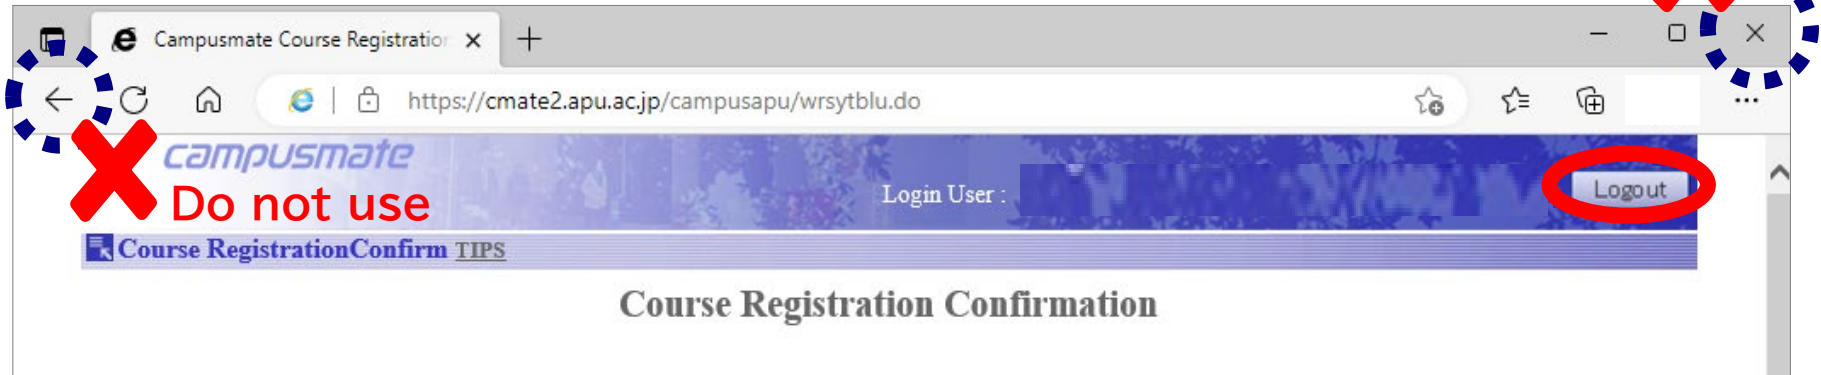 Campusmate Course Registration
https://cmate2.apu.ac.jp/campusapu/wrsytblu.do
campusmate
Do not use
Login User :
Logout
Course RegistrationConfirm TIPS
Course Registration Confirmation